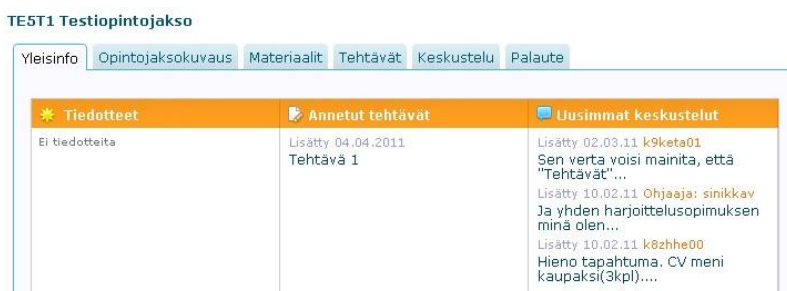 TEST1 Testiopintojakso
Yleisinfo Opintojaksokuvaus Materiaalit Tehtävät Keskustelu Palaute
Tiedotteet
Ei tiedotteita
Annetut tehtävät
Lisätty 04.04.2011
Tehtävä 1
Uusimmat keskustelut
Lisätty 02.03.11 k9keta01
Sen verta voisi mainita, että
"Tehtävät"...
Lisätty 10.02.11 Ohjaaja: sinikkav
Ja yhden harjoittelusopimuksen
minä olen...
Lisätty 10.02.11 k8zhhe00
Hieno tapahtuma. CV meni
kaupaksi(3kpl)....